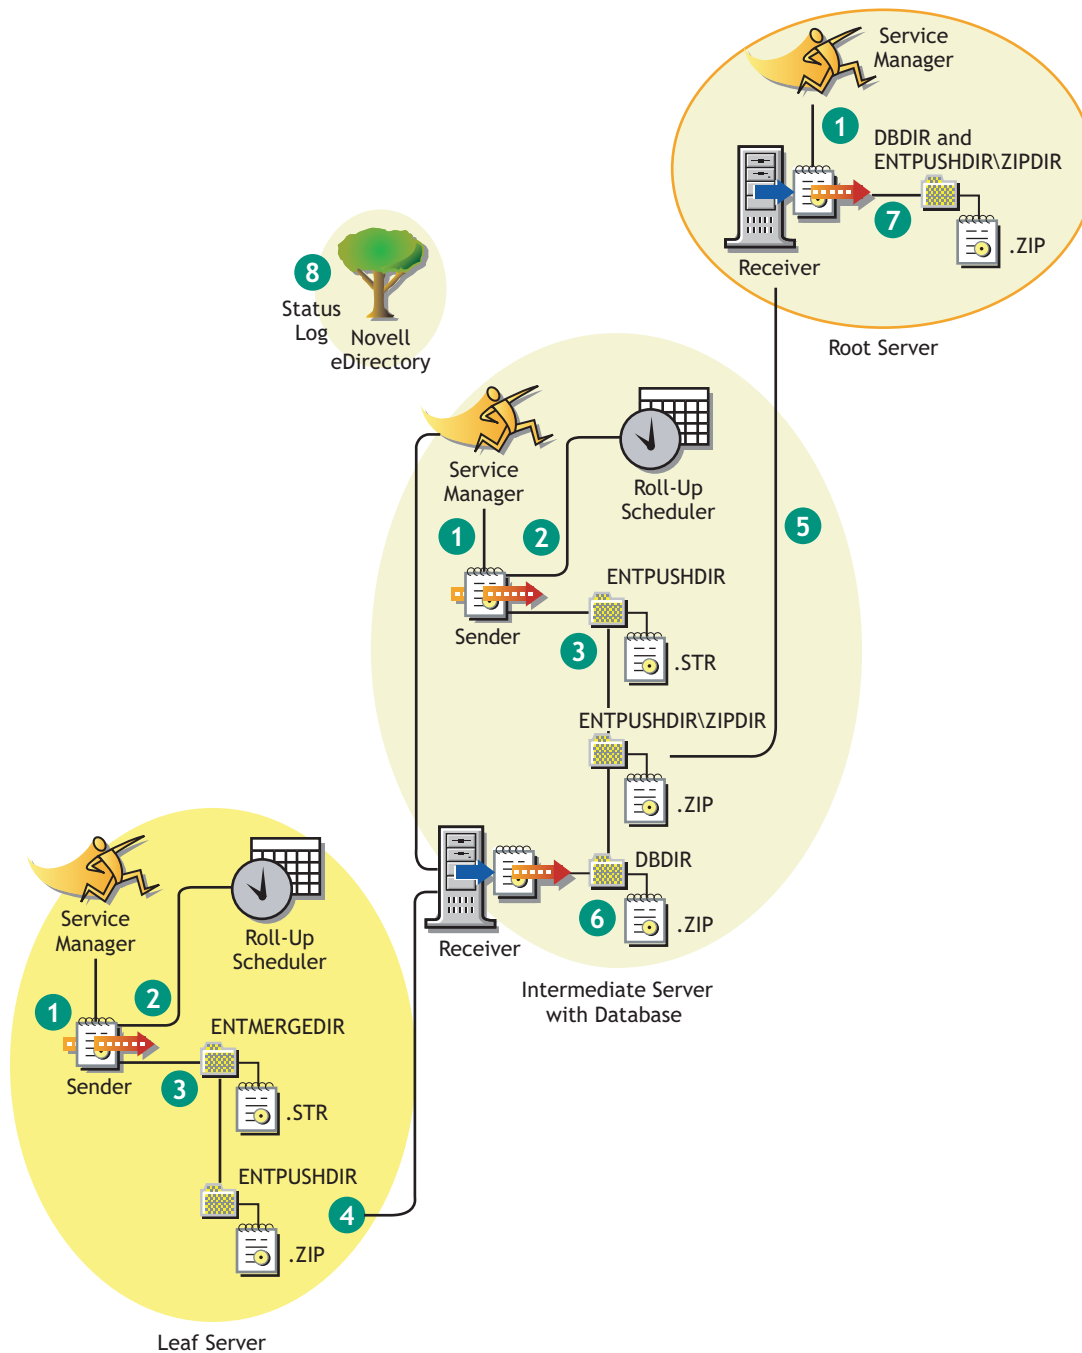 Service
Manager
1
DBDIR and
ENTPUSHDIR\ZIPDIR
7
.ZIP
Receiver
Root Server
8
Status
Log
Novell
eDirectory
Service
Manager
Roll-Up
Scheduler
1
2
5
ENTPUSHDIR
Sender
3
.STR
ENTPUSHDIR\ZIPDIR
.ZIP
DBDIR
6
.ZIP
Receiver
Intermediate Server
with Database
Service
Manager
Roll-Up
Scheduler
1
2
ENTMERGEDIR
Sender
3
.STR
ENTPUSHDIR
4
.ZIP
Leaf Server